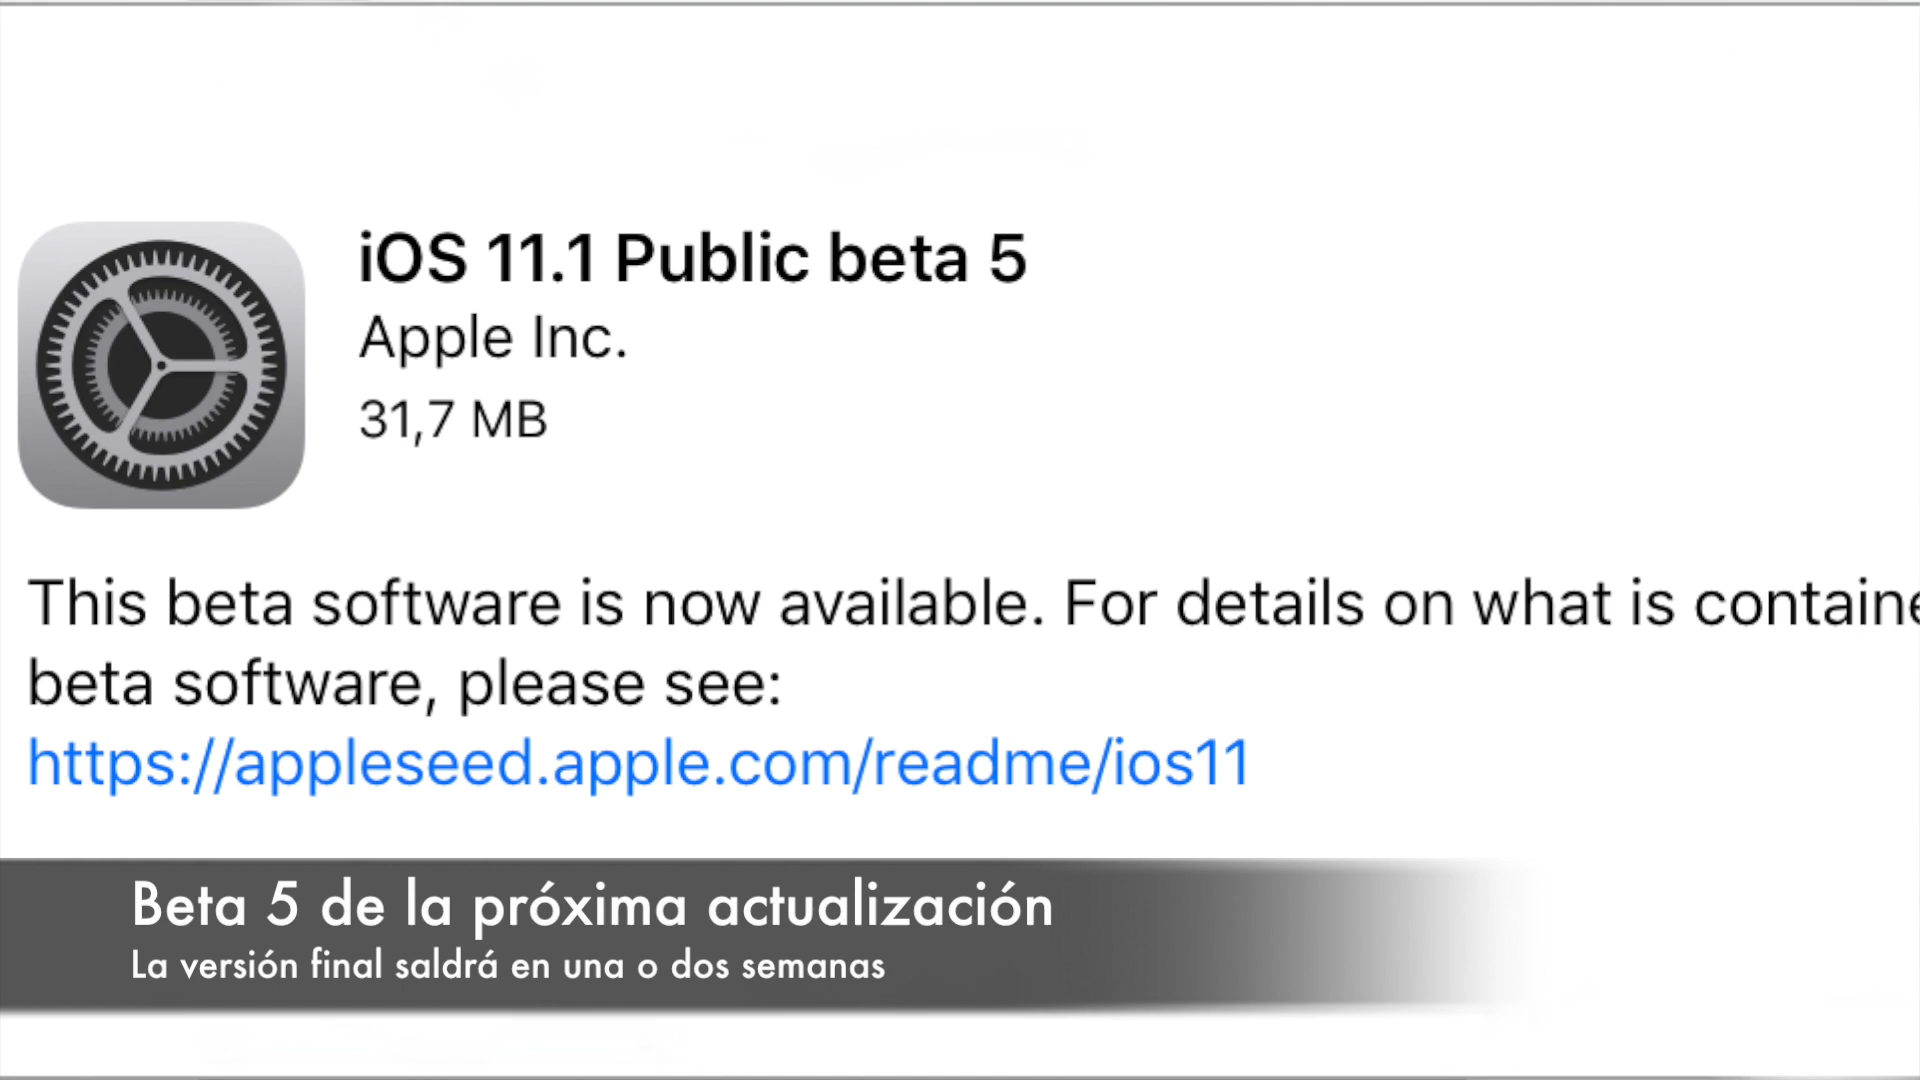 iOS 11.1 Public beta 5
Apple Inc.
31,7 MB
This beta software is now available. For details on what is
beta software, please see:
https://appleseed.apple.com/readme/ios11
Beta 5 de la próxima actualización
La versión final saldrá en una o dos semanas